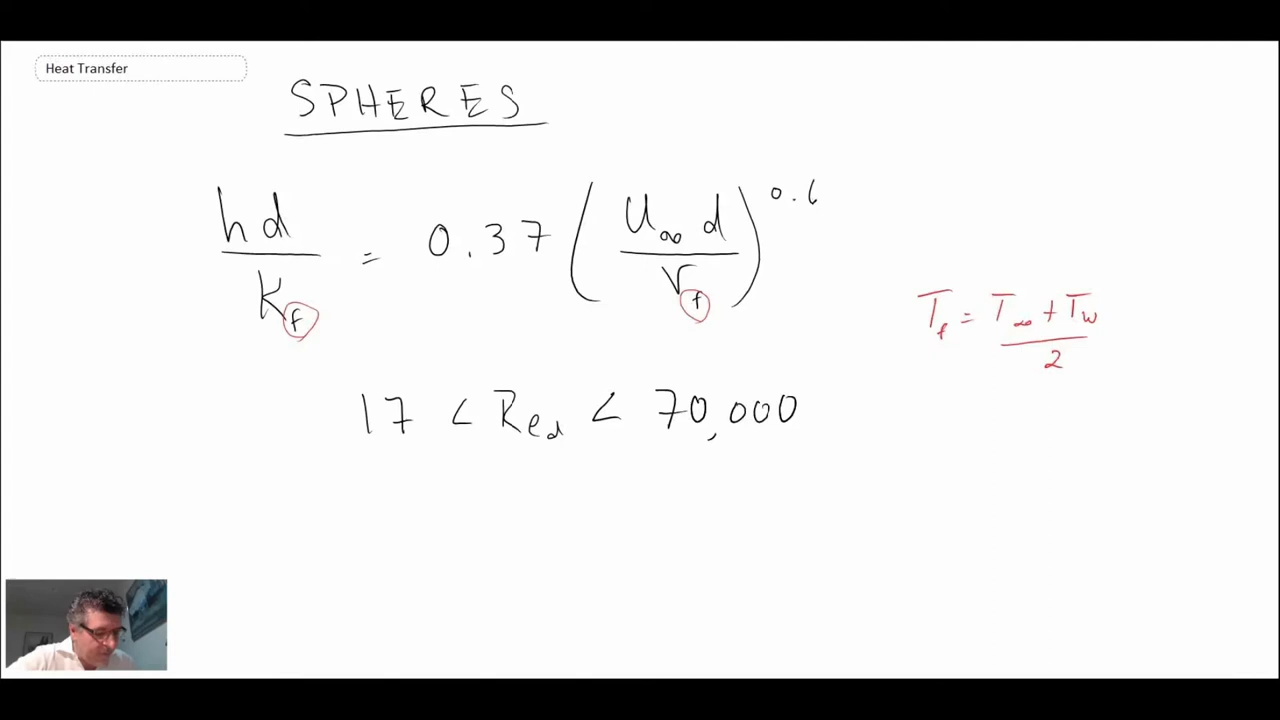 Heat Transfer
SPHERES
hd / K_f = 0.37 ( U_∞ d / ν_f )^0.6
T_f = T_∞ + T_w / 2
17 < Re_d < 70,000